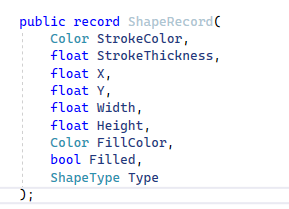 public record ShapeRecord(
    Color StrokeColor,
    float StrokeThickness,
    float X,
    float Y,
    float Width,
    float Height,
    Color FillColor,
    bool Filled,
    ShapeType Type
);